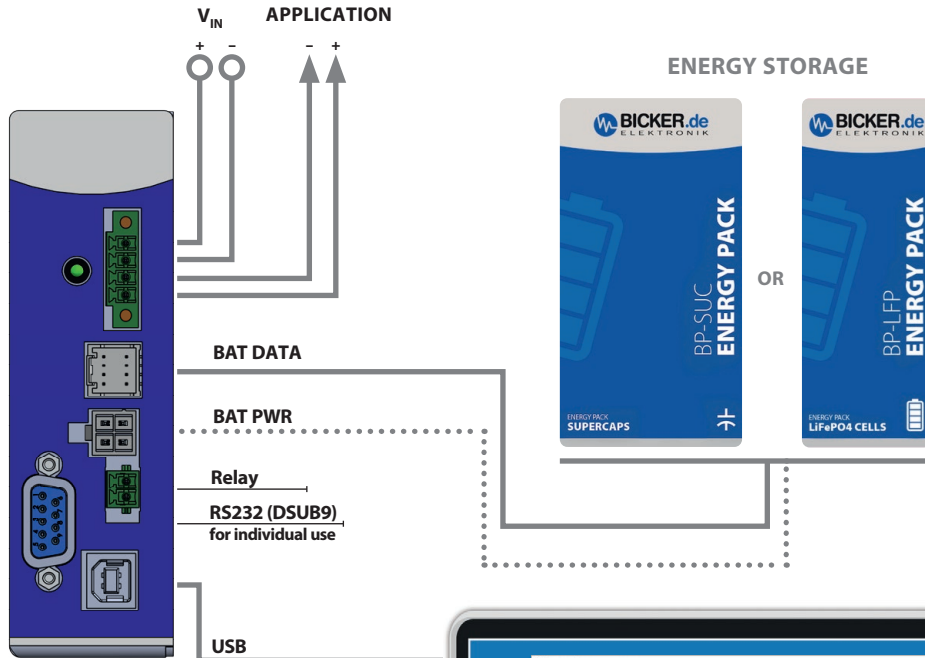 V IN APPLICATION
+ – – +
ENERGY STORAGE
BICKER.de
ELEKTRONIK
BP-SUC
ENERGY PACK
ENERGY PACK
SUPERCAPS
OR
BICKER.de
ELEKTRONIK
BP-LFP
ENERGY PACK
ENERGY PACK
LiFePO4 CELLS
BAT DATA
BAT PWR
Relay
RS232 (DSUB9)
for individual use
USB